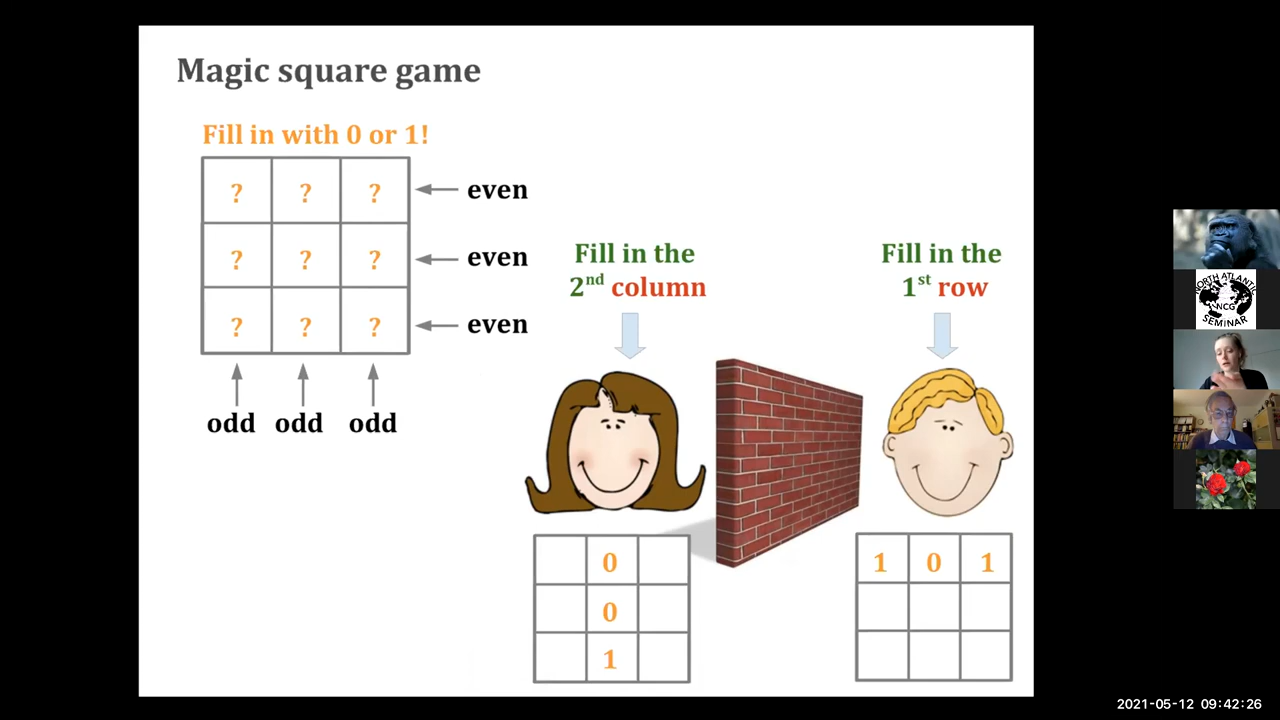 Magic square game
Fill in with 0 or 1!
? ? ? even
? ? ? even
? ? ? even
odd odd odd
Fill in the
2nd column
Fill in the
1st row
0
0
1
1 0 1
NORTH ATLANTIC
NCG
SEMINAR
2021-05-12 09:42:26